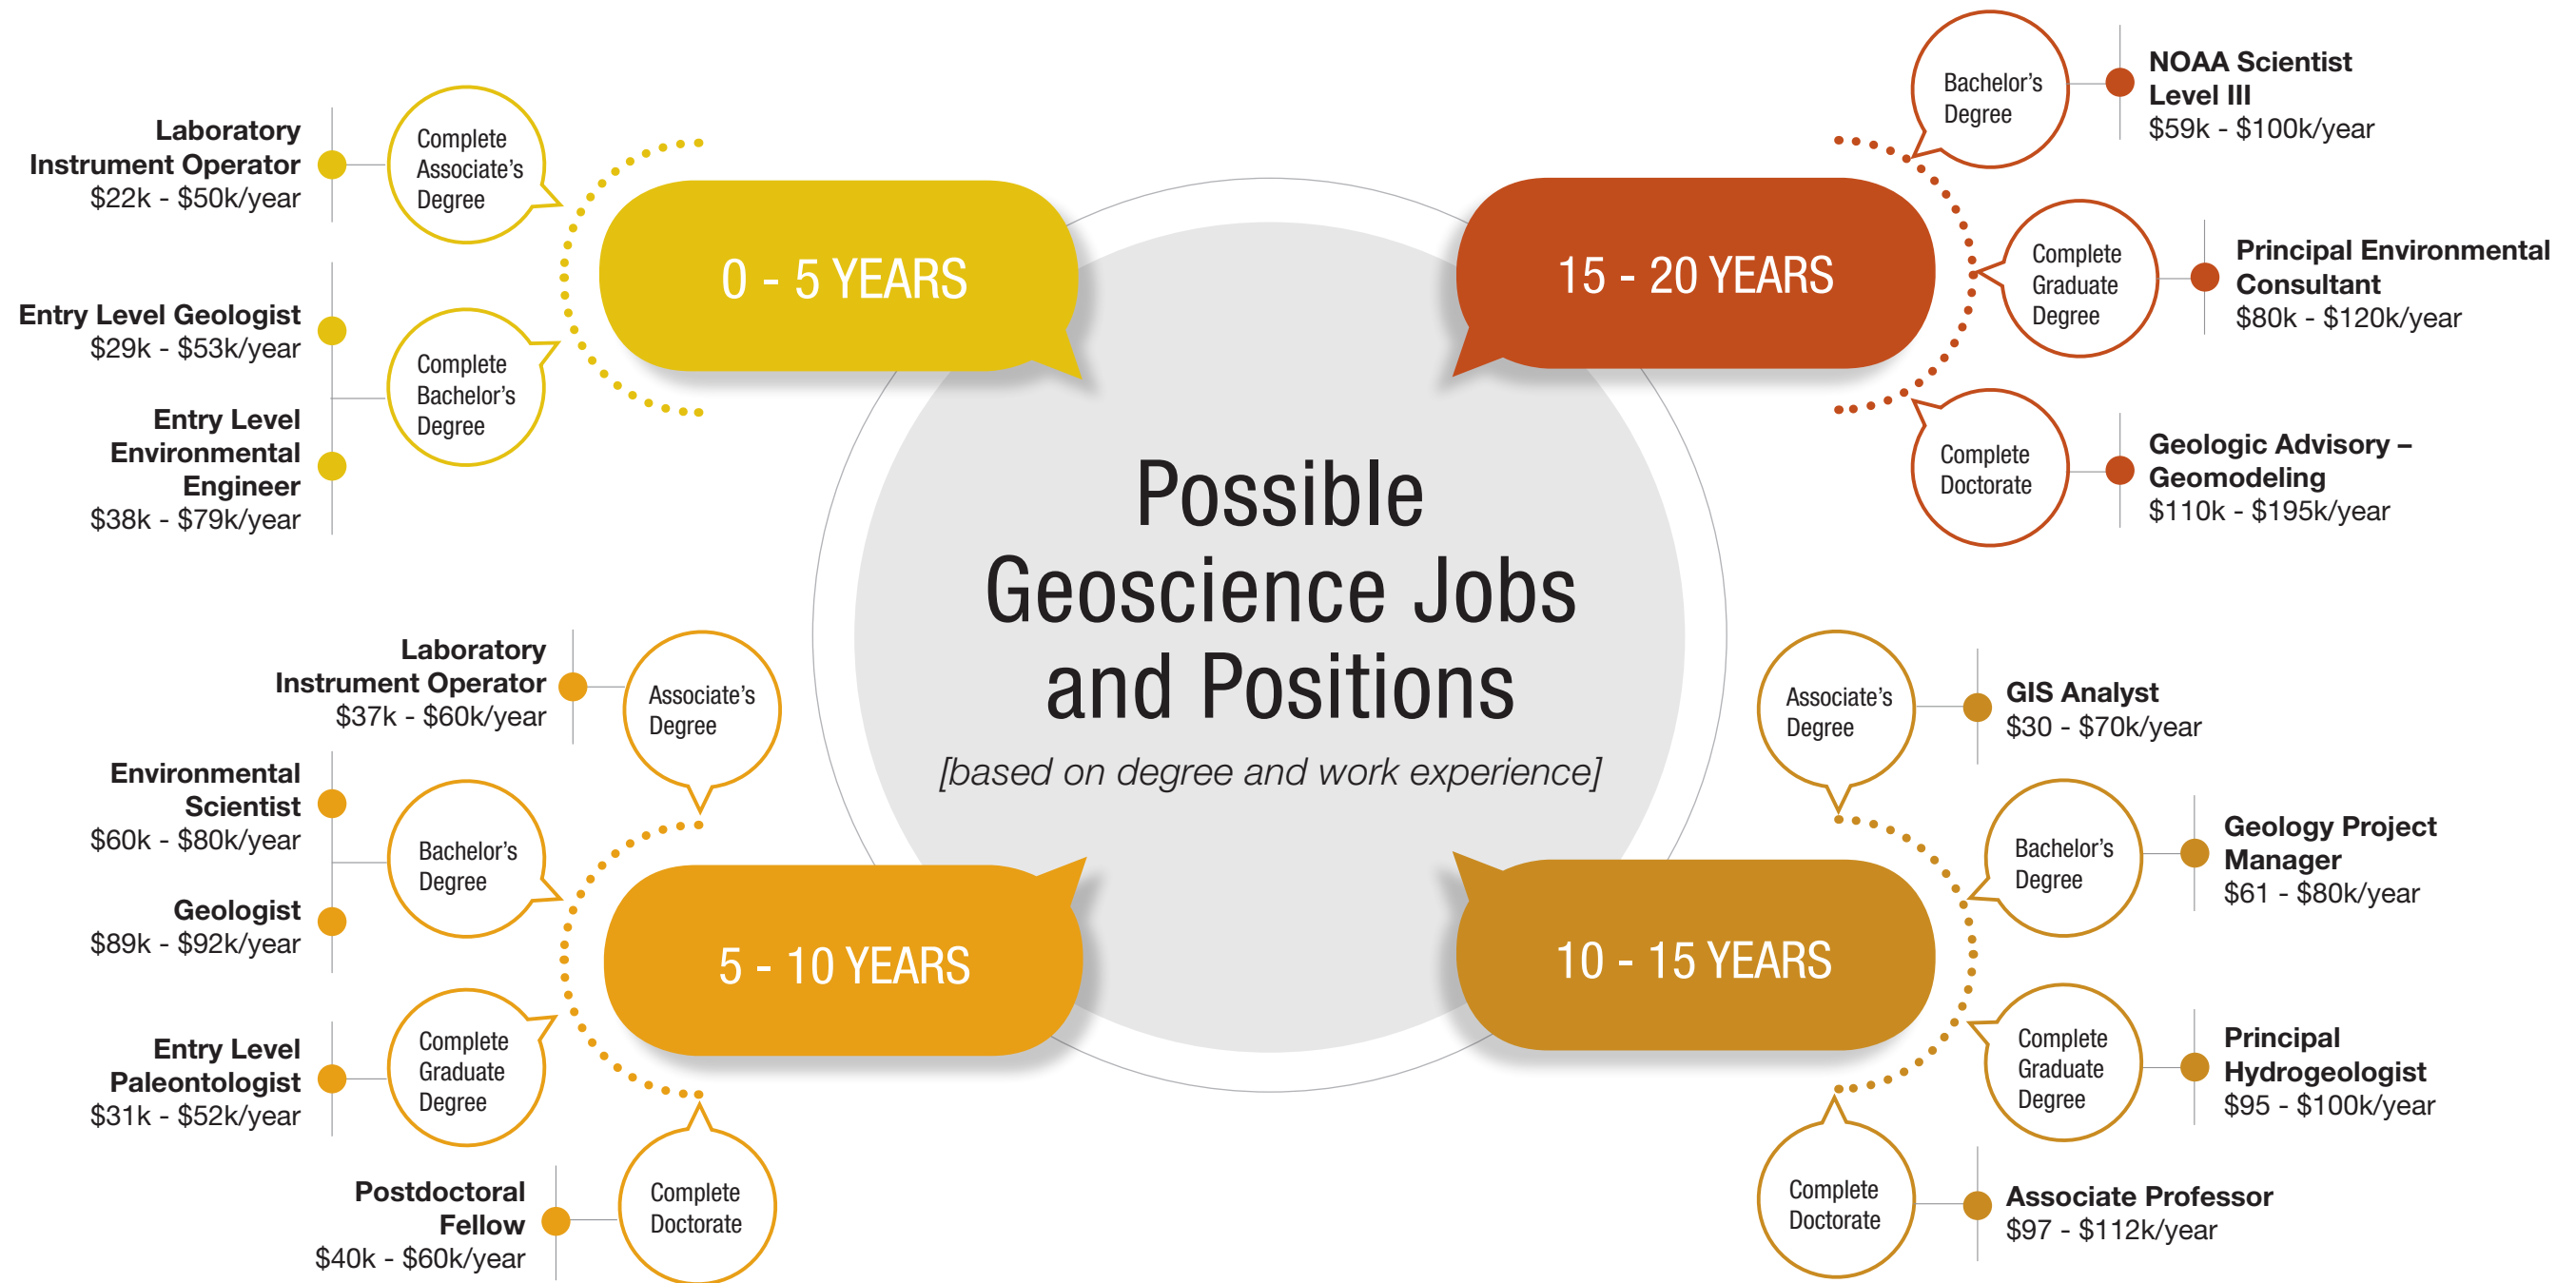 Possible
Geoscience Jobs
and Positions
[based on degree and work experience]
0 - 5 YEARS
Complete
Associate’s
Degree
Laboratory
Instrument Operator
$22k - $50k/year
Complete
Bachelor’s
Degree
Entry Level Geologist
$29k - $53k/year
Entry Level
Environmental
Engineer
$38k - $79k/year
5 - 10 YEARS
Associate’s
Degree
Laboratory
Instrument Operator
$37k - $60k/year
Bachelor’s
Degree
Environmental
Scientist
$60k - $80k/year
Geologist
$89k - $92k/year
Complete
Graduate
Degree
Entry Level
Paleontologist
$31k - $52k/year
Complete
Doctorate
Postdoctoral
Fellow
$40k - $60k/year
10 - 15 YEARS
Associate’s
Degree
GIS Analyst
$30 - $70k/year
Bachelor’s
Degree
Geology Project
Manager
$61 - $80k/year
Complete
Graduate
Degree
Principal
Hydrogeologist
$95 - $100k/year
Complete
Doctorate
Associate Professor
$97 - $112k/year
15 - 20 YEARS
Bachelor’s
Degree
NOAA Scientist
Level III
$59k - $100k/year
Complete
Graduate
Degree
Principal Environmental
Consultant
$80k - $120k/year
Complete
Doctorate
Geologic Advisory –
Geomodeling
$110k - $195k/year